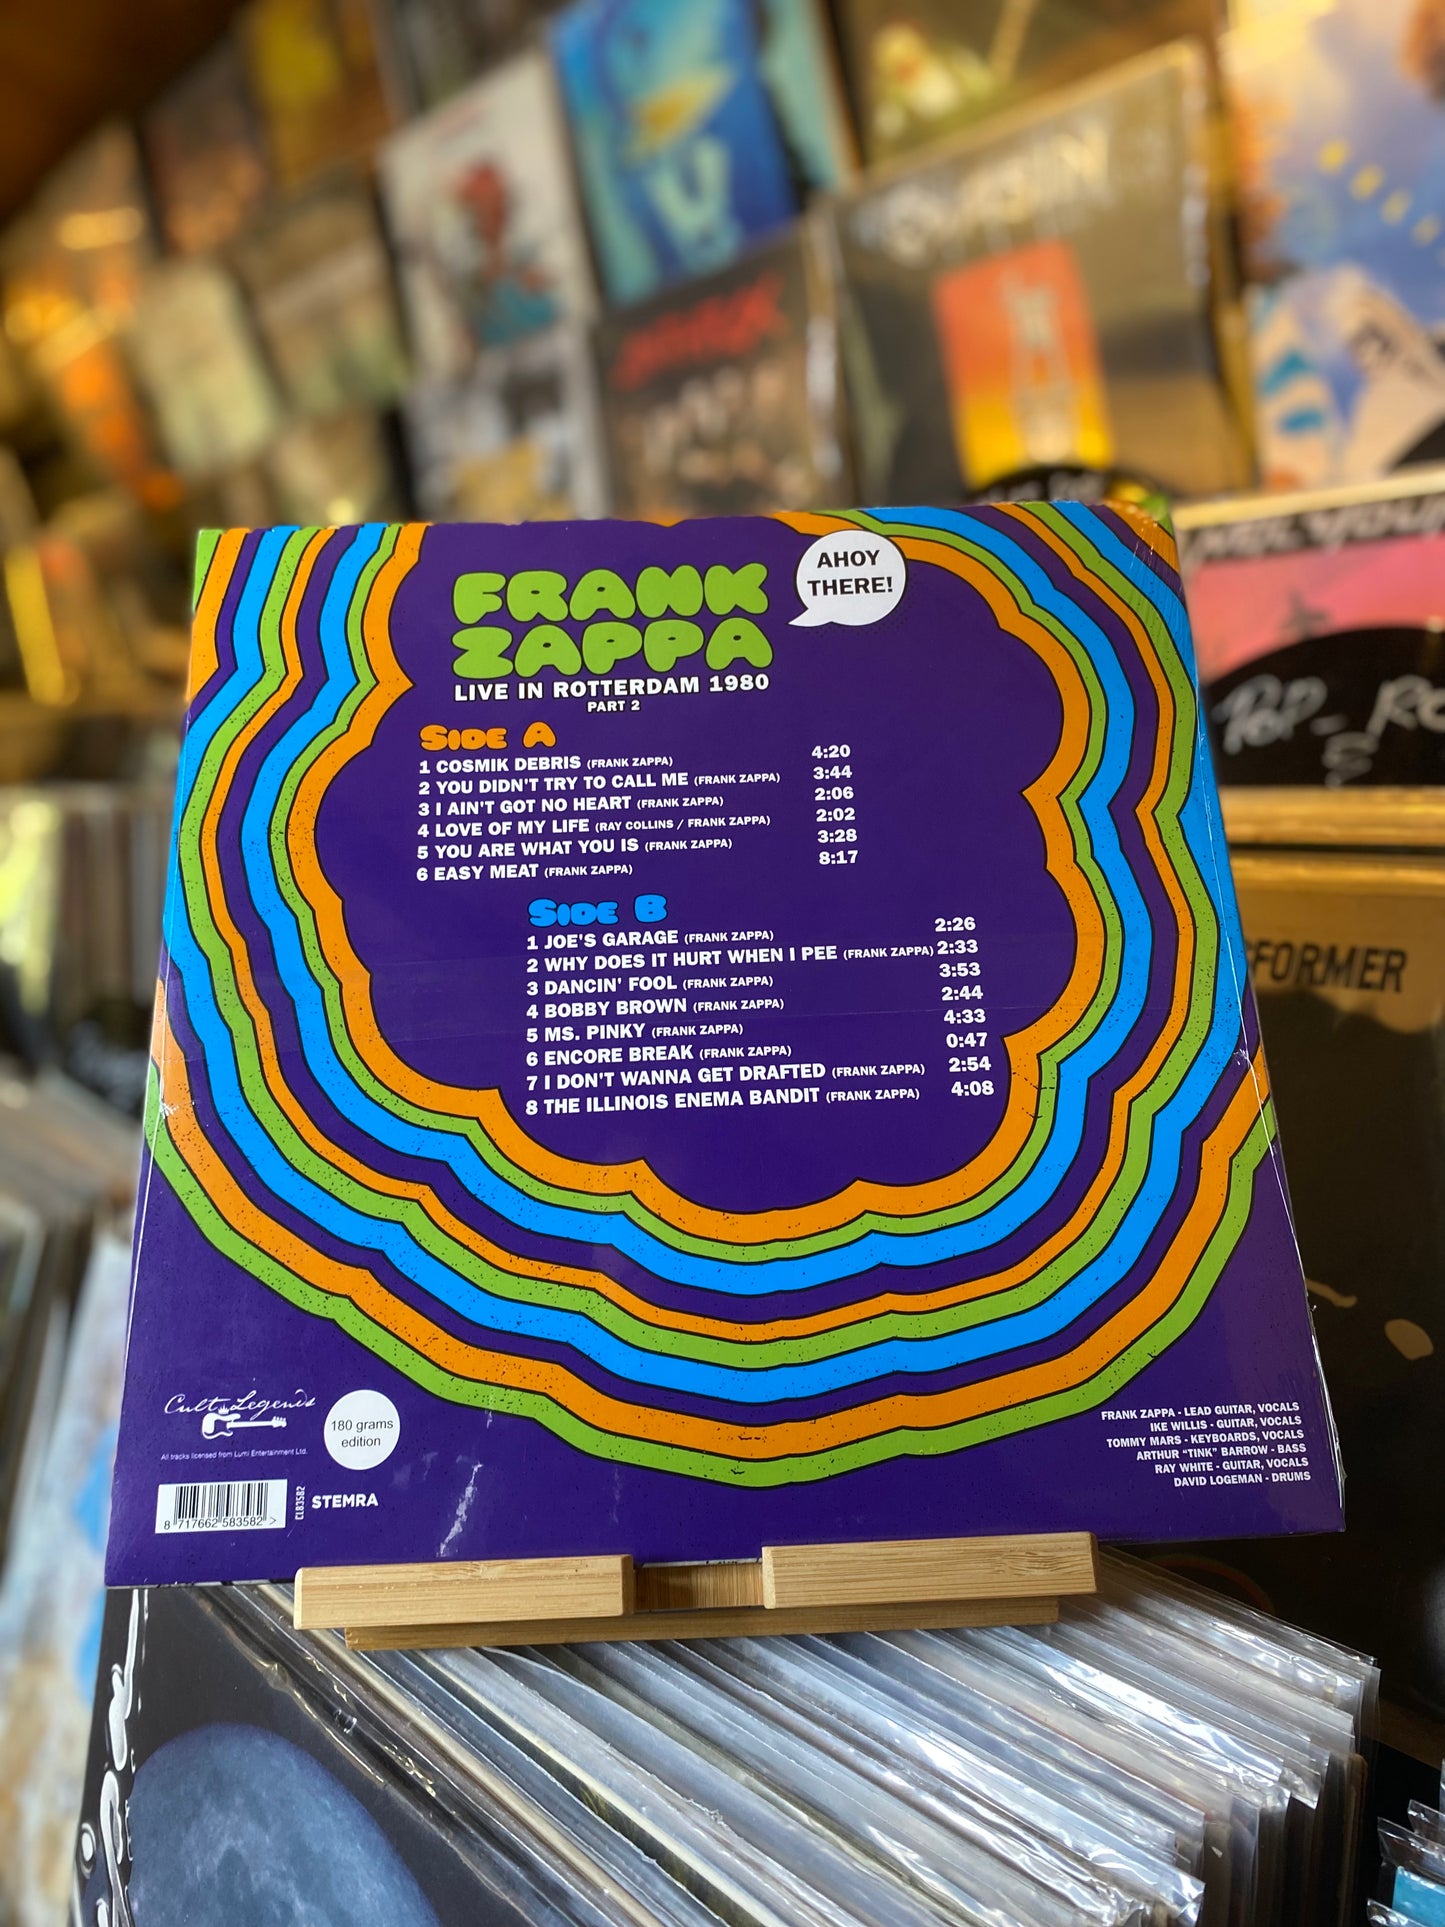 AHOY
THERE!
FRANK
ZAPPA
LIVE IN ROTTERDAM 1980
PART 2
SIDE A
1 COSMIK DEBRIS (FRANK ZAPPA) 4:20
2 YOU DIDN'T TRY TO CALL ME (FRANK ZAPPA) 3:44
3 I AIN'T GOT NO HEART (FRANK ZAPPA) 2:06
4 LOVE OF MY LIFE (RAY COLLINS / FRANK ZAPPA) 2:02
5 YOU ARE WHAT YOU IS (FRANK ZAPPA) 3:28
6 EASY MEAT (FRANK ZAPPA) 8:17
SIDE B
1 JOE'S GARAGE (FRANK ZAPPA) 2:26
2 WHY DOES IT HURT WHEN I PEE (FRANK ZAPPA) 2:33
3 DANCIN' FOOL (FRANK ZAPPA) 3:53
4 BOBBY BROWN (FRANK ZAPPA) 2:44
5 MS. PINKY (FRANK ZAPPA) 4:33
6 ENCORE BREAK (FRANK ZAPPA) 0:47
7 I DON'T WANNA GET DRAFTED (FRANK ZAPPA) 2:54
8 THE ILLINOIS ENEMA BANDIT (FRANK ZAPPA) 4:08
Cult Legends
All tracks licensed from Lumi Entertainment Ltd.
180 grams
edition
8 717662 583582 >
CL83582
STEMRA
FRANK ZAPPA - LEAD GUITAR, VOCALS
IKE WILLIS - GUITAR, VOCALS
TOMMY MARS - KEYBOARDS, VOCALS
ARTHUR "TINK" BARROW - BASS
RAY WHITE - GUITAR, VOCALS
DAVID LOGEMAN - DRUMS
POP-
SFORMER